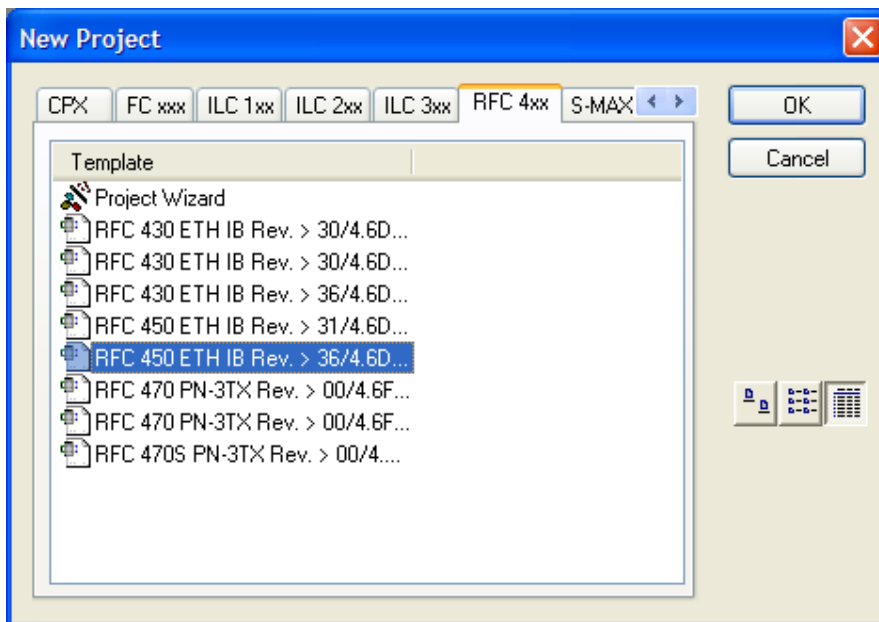 New Project
CPX FC xxx ILC 1xx ILC 2xx ILC 3xx RFC 4xx S-MAX
OK
Cancel
Template
Project Wizard
RFC 430 ETH IB Rev. > 30/4.6D...
RFC 430 ETH IB Rev. > 30/4.6D...
RFC 430 ETH IB Rev. > 36/4.6D...
RFC 450 ETH IB Rev. > 31/4.6D...
RFC 450 ETH IB Rev. > 36/4.6D...
RFC 470 PN-3TX Rev. > 00/4.6F...
RFC 470 PN-3TX Rev. > 00/4.6F...
RFC 470S PN-3TX Rev. > 00/4....